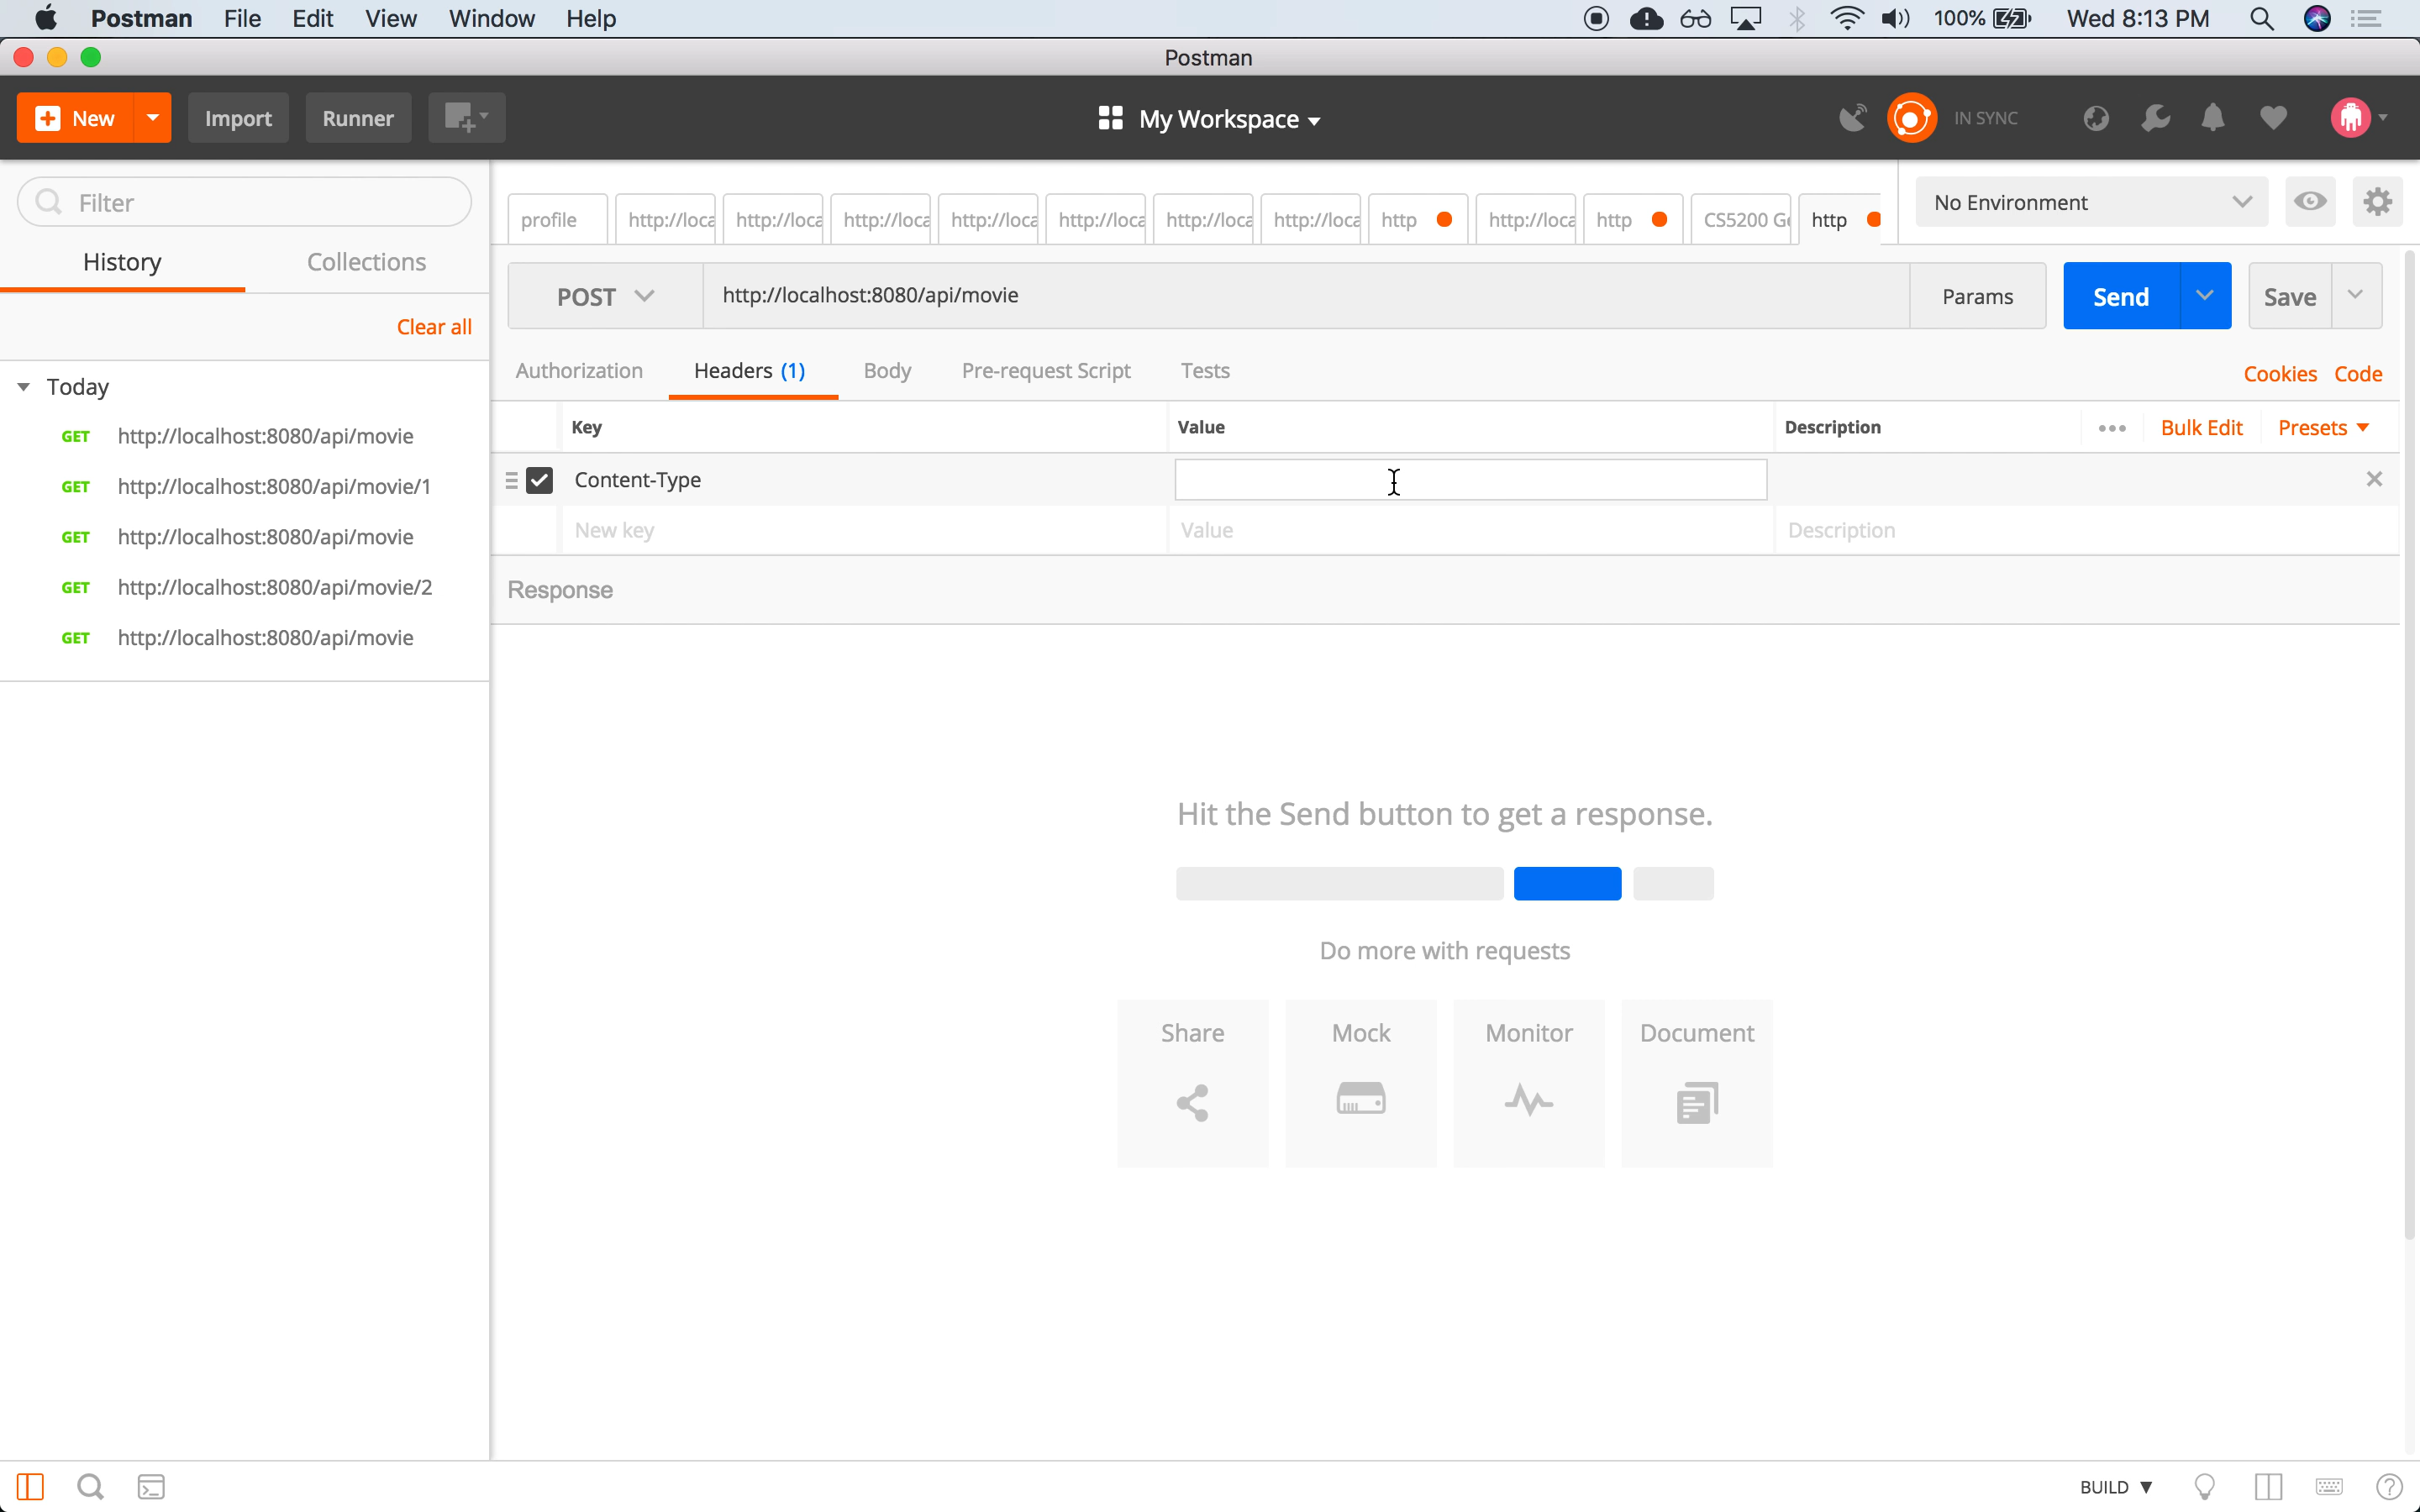 Postman File Edit View Window Help 100% Wed 8:13 PM
Postman
New Import Runner My Workspace IN SYNC
Filter
profile http://loca http://loca http://loca http://loca http://loca http://loca http://loca http http://loca http CS5200 G http No Environment
History Collections
POST http://localhost:8080/api/movie Params Send Save
Clear all
Authorization Headers (1) Body Pre-request Script Tests Cookies Code
Today
Key Value Description Bulk Edit Presets
GET http://localhost:8080/api/movie
Content-Type
GET http://localhost:8080/api/movie/1
New key Value Description
GET http://localhost:8080/api/movie
GET http://localhost:8080/api/movie/2
Response
GET http://localhost:8080/api/movie
Hit the Send button to get a response.
Do more with requests
Share Mock Monitor Document
BUILD